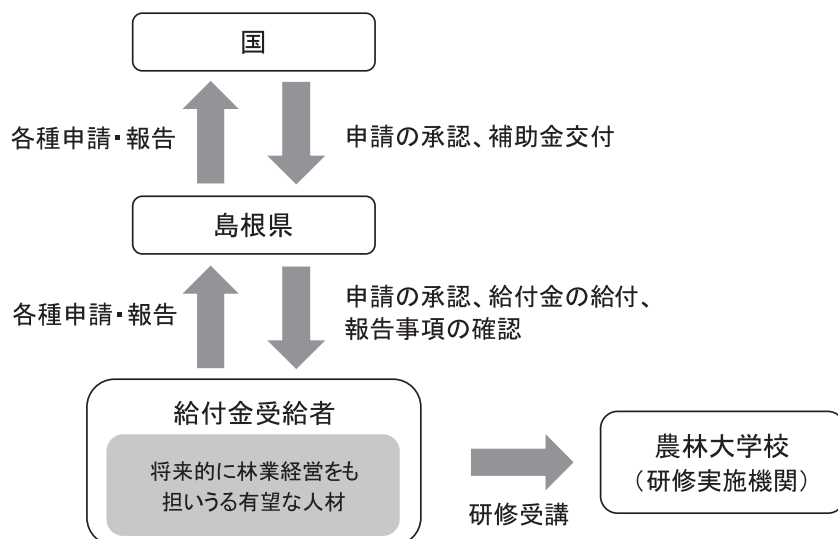 国
各種申請・報告
申請の承認、補助金交付
島根県
各種申請・報告
申請の承認、給付金の給付、
報告事項の確認
給付金受給者
将来的に林業経営をも
担いうる有望な人材
研修受講
農林大学校
（研修実施機関）